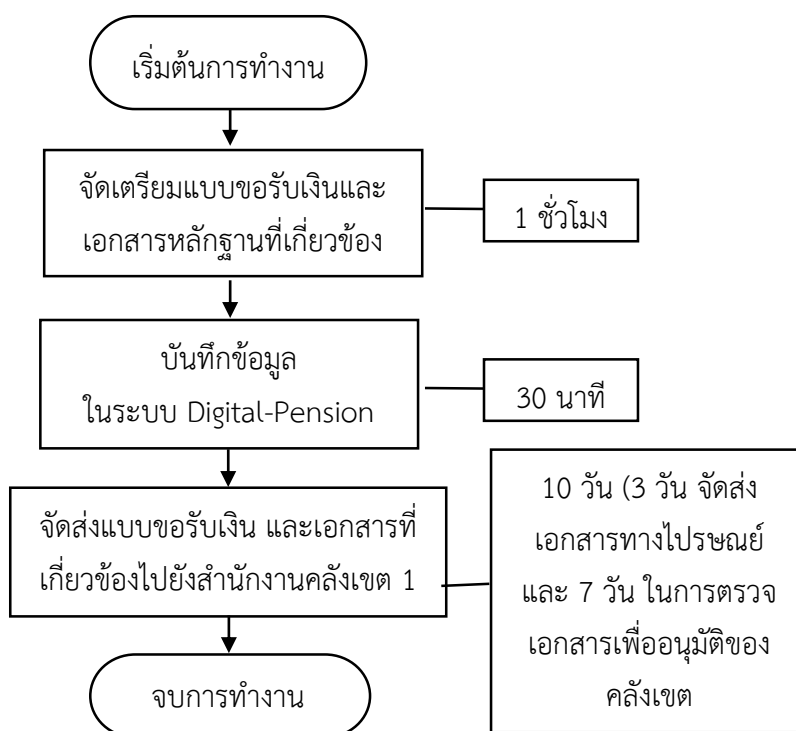 เริ่มต้นการทำงาน
จัดเตรียมแบบขอรับเงินและ
เอกสารหลักฐานที่เกี่ยวข้อง
1 ชั่วโมง
บันทึกข้อมูล
ในระบบ Digital-Pension
30 นาที
จัดส่งแบบขอรับเงิน และเอกสารที่
เกี่ยวข้องไปยังสำนักงานคลังเขต 1
10 วัน (3 วัน จัดส่ง
เอกสารทางไปรษณย์
และ 7 วัน ในการตรวจ
เอกสารเพื่ออนุมัติของ
คลังเขต
จบการทำงาน